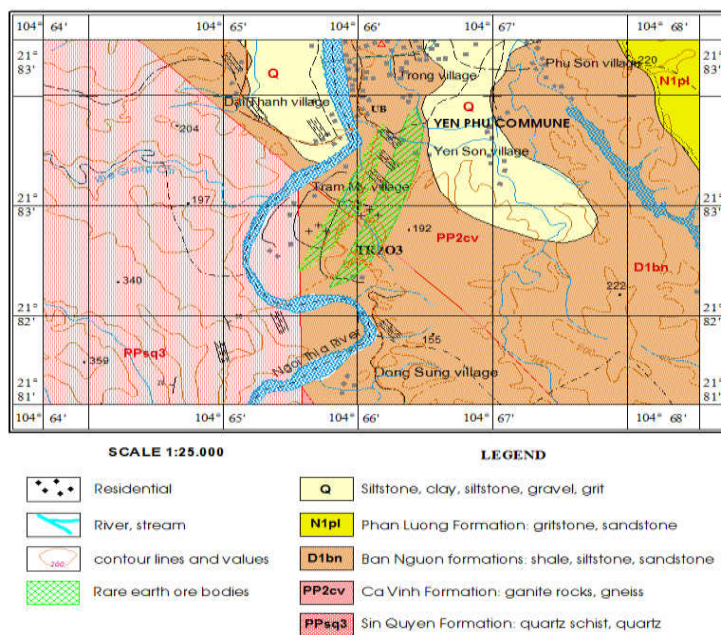 104° 64' 104° 65' 104° 66' 104° 67' 104° 68'
21° 83' 21° 83'
Q
Trong village
Phu Son village
220
N1pl
Dai Thanh village
UB
Q
YEN PHU COMMUNE
204
Yen Son village
Tram My village
21° 83' 21° 83'
197
192
TR2O3
PP2cv
D1bn
340
222
21° 82' 21° 82'
155
PPsq3
Ngoi Thia River
359
Dong Sung village
21° 81' 21° 81'
104° 64' 104° 65' 104° 66' 104° 67' 104° 68'
SCALE 1:25.000
LEGEND
Residential
Q Siltstone, clay, siltstone, gravel, grit
River, stream
N1pl Phan Luong Formation: gritstone, sandstone
200 contour lines and values
D1bn Ban Nguon formations: shale, siltstone, sandstone
Rare earth ore bodies
PP2cv Ca Vinh Formation: ganite rocks, gneiss
PPsq3 Sin Quyen Formation: quartz schist, quartz